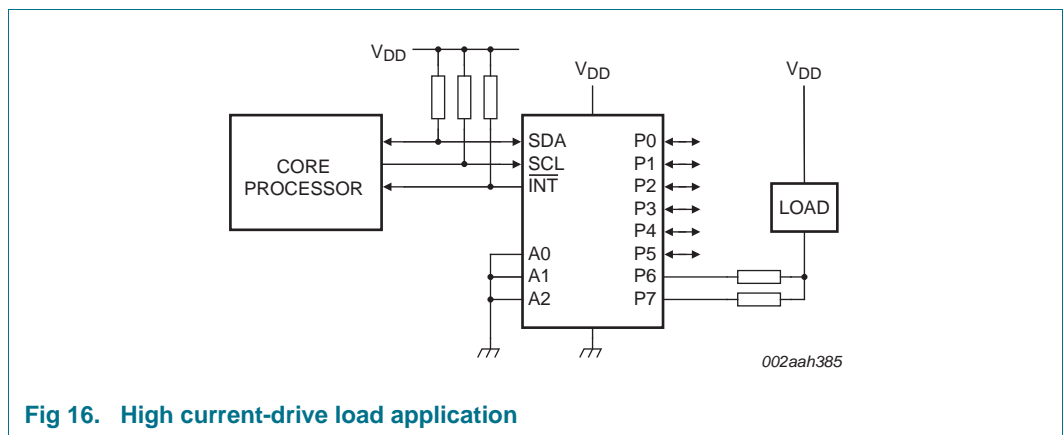 VDD
VDD
VDD
CORE
PROCESSOR
SDA
SCL
INT
A0
A1
A2
P0
P1
P2
P3
P4
P5
P6
P7
LOAD
002aah385
Fig 16. High current-drive load application